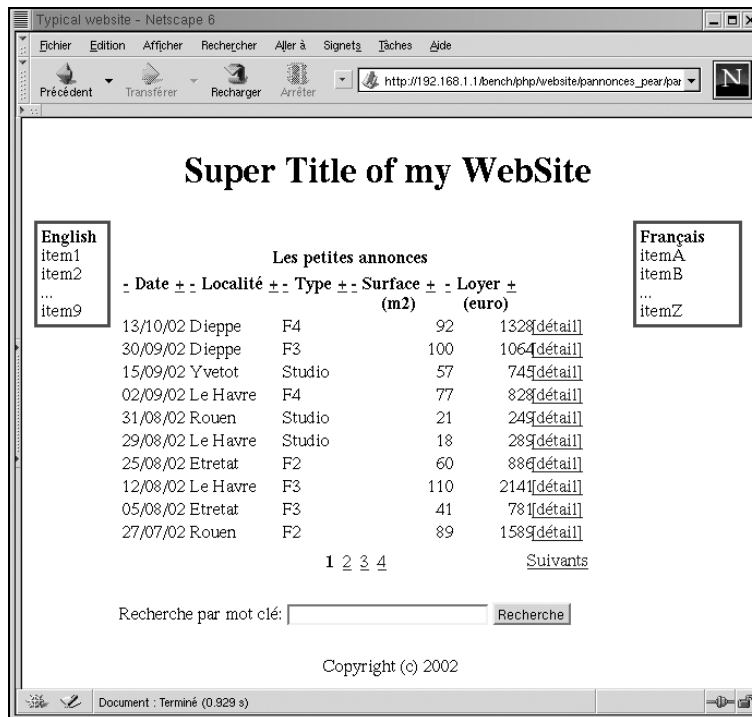 Typical website - Netscape 6
Fichier Edition Afficher Rechercher Aller à Signets Tâches Aide
Précédent Transférer Recharger Arrêter http://192.168.1.1/bench/php/website/pannonces_pear/par N
Super Title of my WebSite
English
item1
item2
...
item9
Français
itemA
itemB
...
itemZ
Les petites annonces
- Date + - Localité + - Type + - Surface + - Loyer +
(m2) (euro)
13/10/02 Dieppe F4 92 1328 [détail]
30/09/02 Dieppe F3 100 1064 [détail]
15/09/02 Yvetot Studio 57 745 [détail]
02/09/02 Le Havre F4 77 828 [détail]
31/08/02 Rouen Studio 21 249 [détail]
29/08/02 Le Havre Studio 18 289 [détail]
25/08/02 Etretat F2 60 886 [détail]
12/08/02 Le Havre F3 110 2141 [détail]
05/08/02 Etretat F3 41 781 [détail]
27/07/02 Rouen F2 89 1589 [détail]
1 2 3 4 Suivants
Recherche par mot clé: Recherche
Copyright (c) 2002
Document : Terminé (0.929 s)